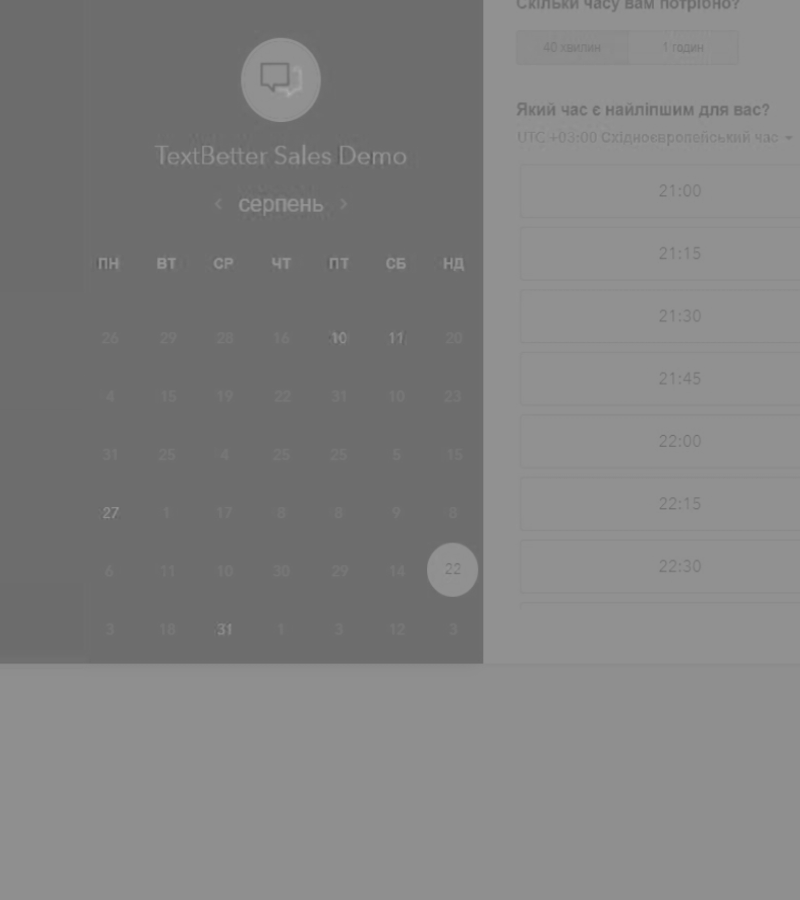 TextBetter Sales Demo
< серпень >
ПН ВТ СР ЧТ ПТ СБ НД
26 29 28 16 10 11 20
4 15 19 22 31 10 23
31 25 4 25 25 5 15
27 1 17 8 8 9 8
6 11 10 30 29 14 22
3 18 31 1 3 12 3
Скільки часу вам потрібно?
40 хвилин 1 годин
Який час є найліпшим для вас?
UTC +03:00 Східноєвропейський час
21:00
21:15
21:30
21:45
22:00
22:15
22:30